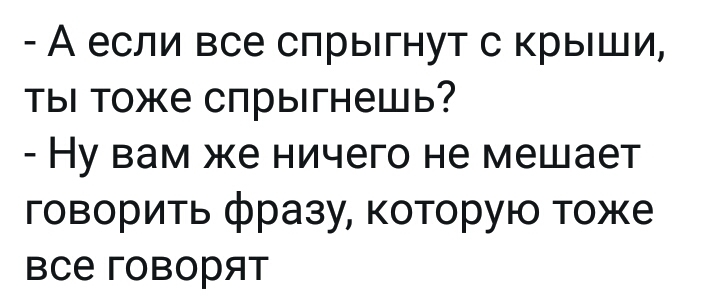 - А если все спрыгнут с крыши,
ты тоже спрыгнешь?
- Ну вам же ничего не мешает
говорить фразу, которую тоже
все говорят